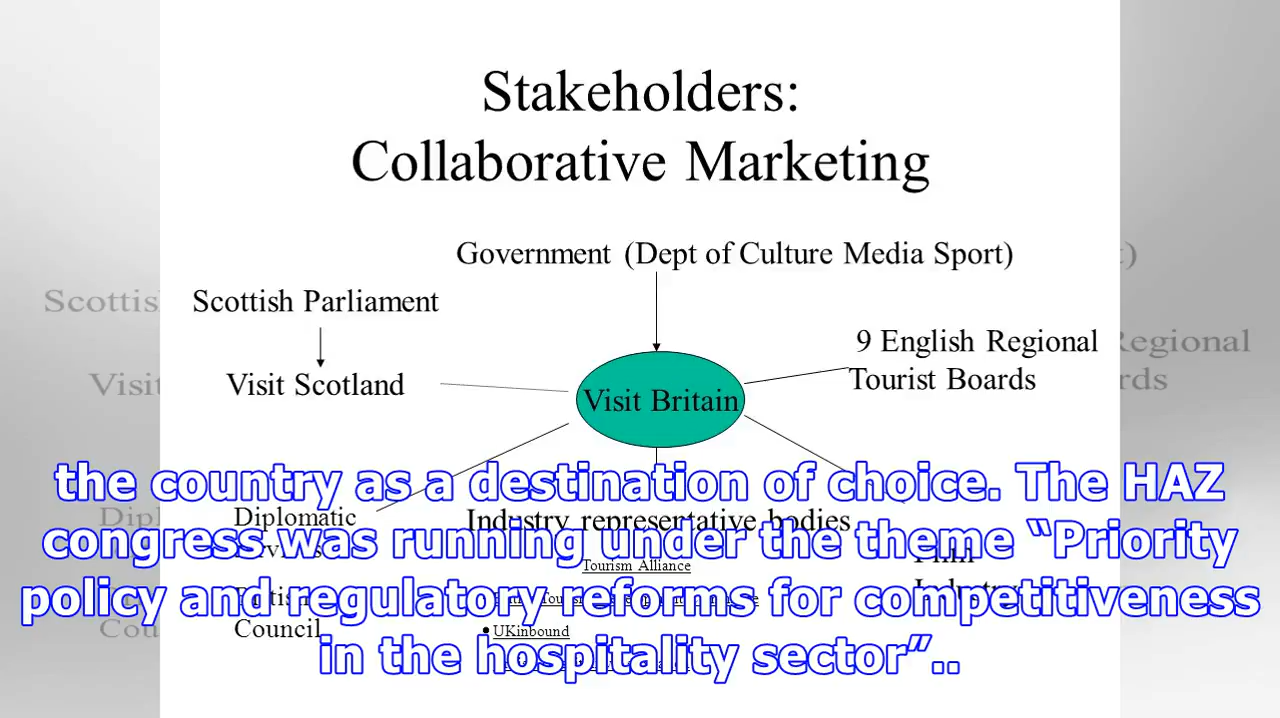 Stakeholders:
Collaborative Marketing
Government (Dept of Culture Media Sport)
Scottish Parliament
9 English Regional
Tourist Boards
Visit Scotland
Visit Britain
Diplomatic
Council
Industry representative bodies
Tourism Alliance
UKinbound
the country as a destination of choice. The HAZ
congress was running under the theme “Priority
policy and regulatory reforms for competitiveness
in the hospitality sector”..